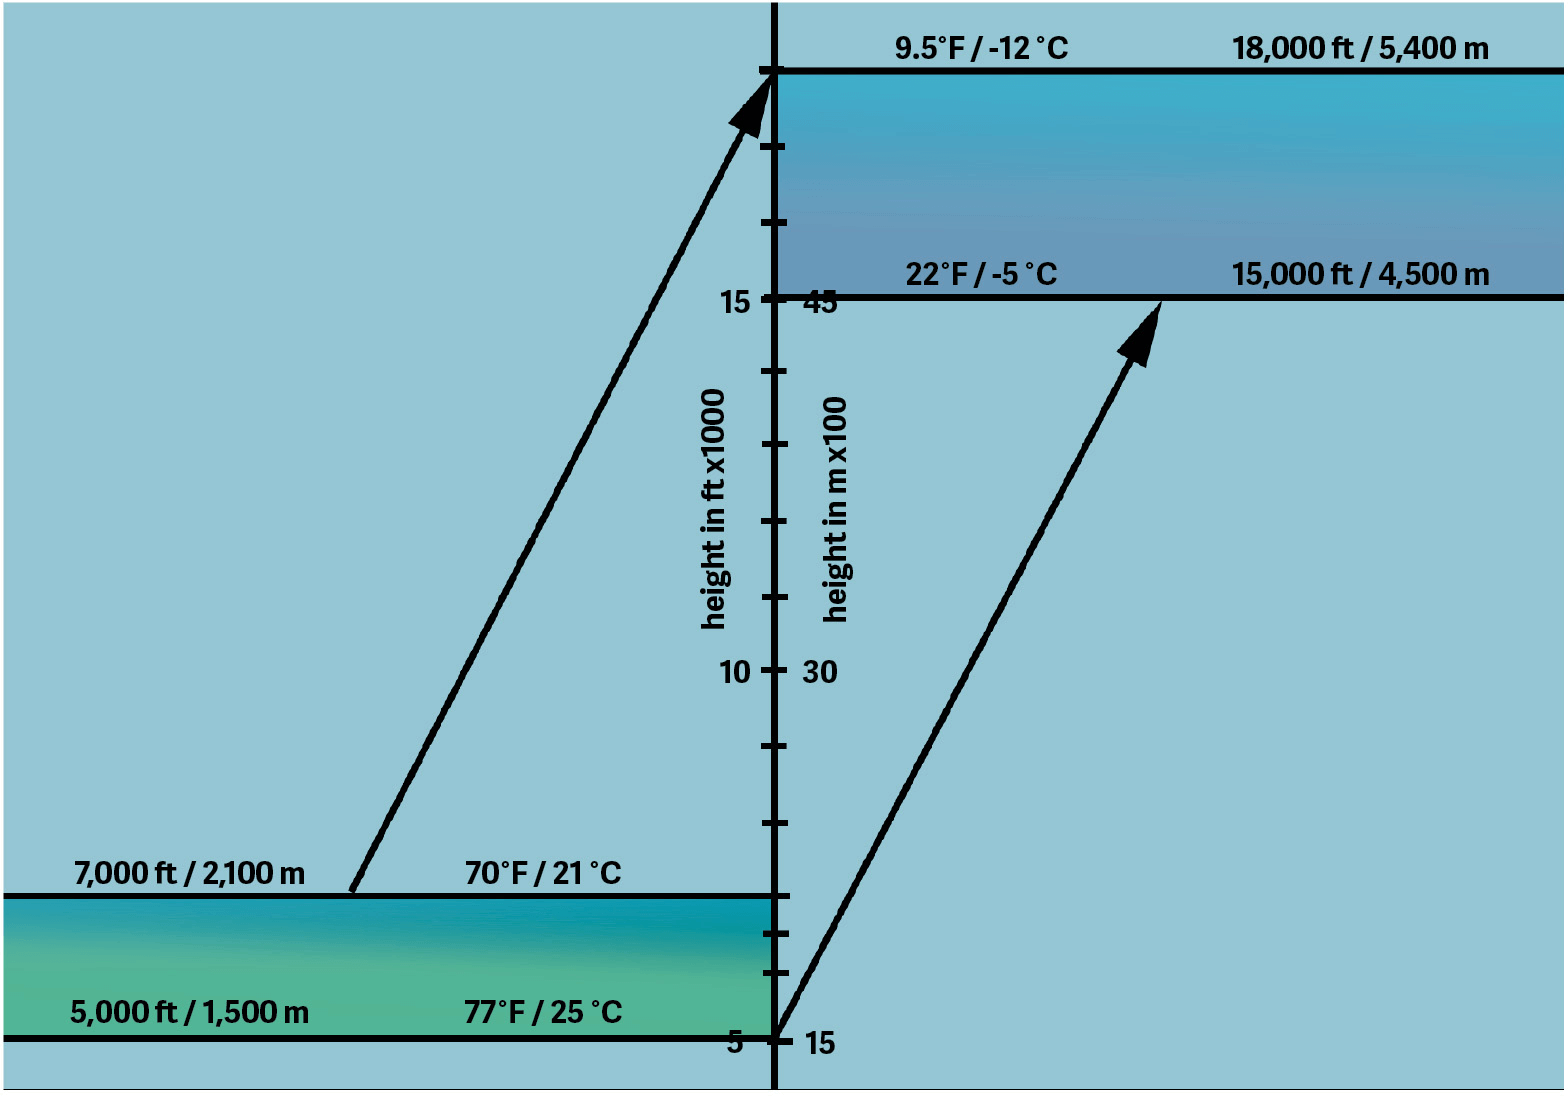 9.5°F / -12 °C 18,000 ft / 5,400 m
22°F / -5 °C 15,000 ft / 4,500 m
15 45
height in ft x1000
height in m x100
10 30
7,000 ft / 2,100 m 70°F / 21 °C
5,000 ft / 1,500 m 77°F / 25 °C
5 15